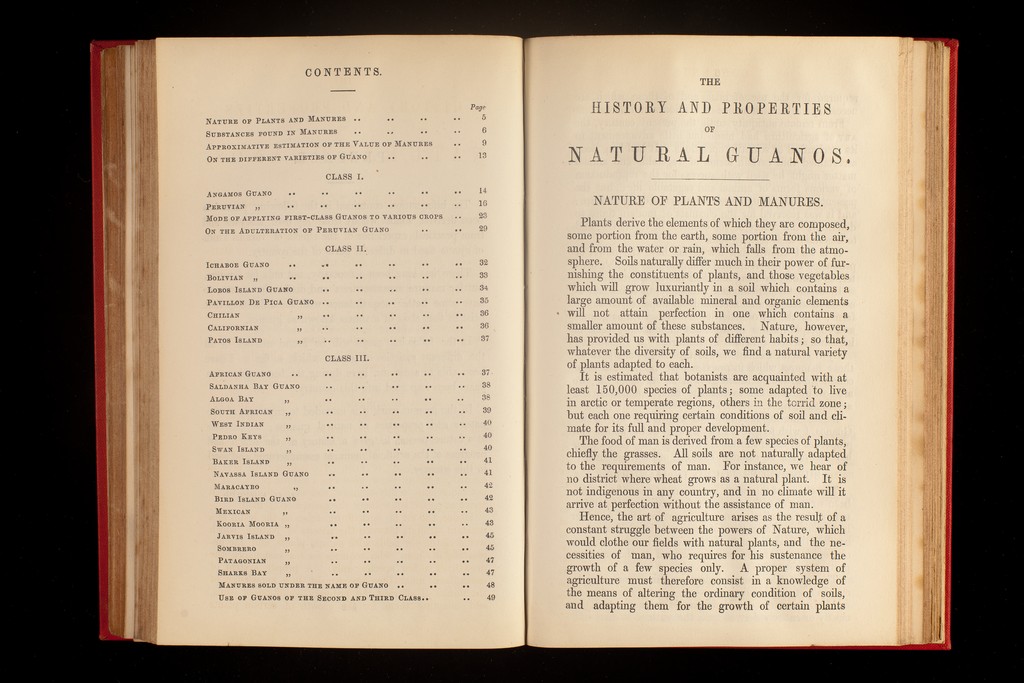 CONTENTS.
Page
NATURE OF PLANTS AND MANURES .. .. .. .. 5
SUBSTANCES FOUND IN MANURES .. .. .. .. 6
APPROXIMATIVE ESTIMATION OF THE VALUE OF MANURES .. 9
ON THE DIFFERENT VARIETIES OF GUANO .. .. .. 13
CLASS I.
ANGAMOS GUANO .. .. .. .. .. .. 14
PERUVIAN „ .. .. .. .. .. .. 16
MODE OF APPLYING FIRST-CLASS GUANOS TO VARIOUS CROPS .. 23
ON THE ADULTERATION OF PERUVIAN GUANO .. .. 29
CLASS II.
ICHABOE GUANO .. .. .. .. .. .. 32
BOLIVIAN „ .. .. .. .. .. .. 33
LOBOS ISLAND GUANO .. .. .. .. .. 34
PAVILLON DE PICA GUANO .. .. .. .. .. 35
CHILIAN „ .. .. .. .. .. 36
CALIFORNIAN „ .. .. .. .. .. 36
PATOS ISLAND „ .. .. .. .. .. 37
CLASS III.
AFRICAN GUANO .. .. .. .. .. .. 37
SALDANHA BAY GUANO .. .. .. .. .. 38
ALGOA BAY „ .. .. .. .. .. 38
SOUTH AFRICAN „ .. .. .. .. .. 39
WEST INDIAN „ .. .. .. .. .. 40
PEDRO KEYS „ .. .. .. .. .. 40
SWAN ISLAND „ .. .. .. .. .. 40
BAKER ISLAND „ .. .. .. .. .. 41
NAVASSA ISLAND GUANO .. .. .. .. .. 41
MARACAYBO „ .. .. .. .. .. 42
BIRD ISLAND GUANO .. .. .. .. .. 42
MEXICAN „ .. .. .. .. .. 43
KOORIA MOORIA „ .. .. .. .. .. 43
JARVIS ISLAND „ .. .. .. .. .. 45
SOMBRERO „ .. .. .. .. .. 45
PATAGONIAN „ .. .. .. .. .. 47
SHARKS BAY „ .. .. .. .. .. 47
MANURES SOLD UNDER THE NAME OF GUANO .. .. .. 48
USE OF GUANOS OF THE SECOND AND THIRD CLASS .. .. 49
THE
HISTORY AND PROPERTIES
OF
NATURAL GUANOS.
NATURE OF PLANTS AND MANURES.
Plants derive the elements of which they are composed,
some portion from the earth, some portion from the air,
and from the water or rain, which falls from the atmo-
sphere. Soils naturally differ much in their power of fur-
nishing the constituents of plants, and those vegetables
which will grow luxuriantly in a soil which contains a
large amount of available mineral and organic elements
will not attain perfection in one which contains a
smaller amount of these substances. Nature, however,
has provided us with plants of different habits; so that,
whatever the diversity of soils, we find a natural variety
of plants adapted to each.
It is estimated that botanists are acquainted with at
least 150,000 species of plants; some adapted to live
in arctic or temperate regions, others in the torrid zone;
but each one requiring certain conditions of soil and cli-
mate for its full and proper development.
The food of man is derived from a few species of plants,
chiefly the grasses. All soils are not naturally adapted
to the requirements of man. For instance, we hear of
no district where wheat grows as a natural plant. It is
not indigenous in any country, and in no climate will it
arrive at perfection without the assistance of man.
Hence, the art of agriculture arises as the result of a
constant struggle between the powers of Nature, which
would clothe our fields with natural plants, and the ne-
cessities of man, who requires for his sustenance the
growth of a few species only. A proper system of
agriculture must therefore consist in a knowledge of
the means of altering the ordinary condition of soils,
and adapting them for the growth of certain plants